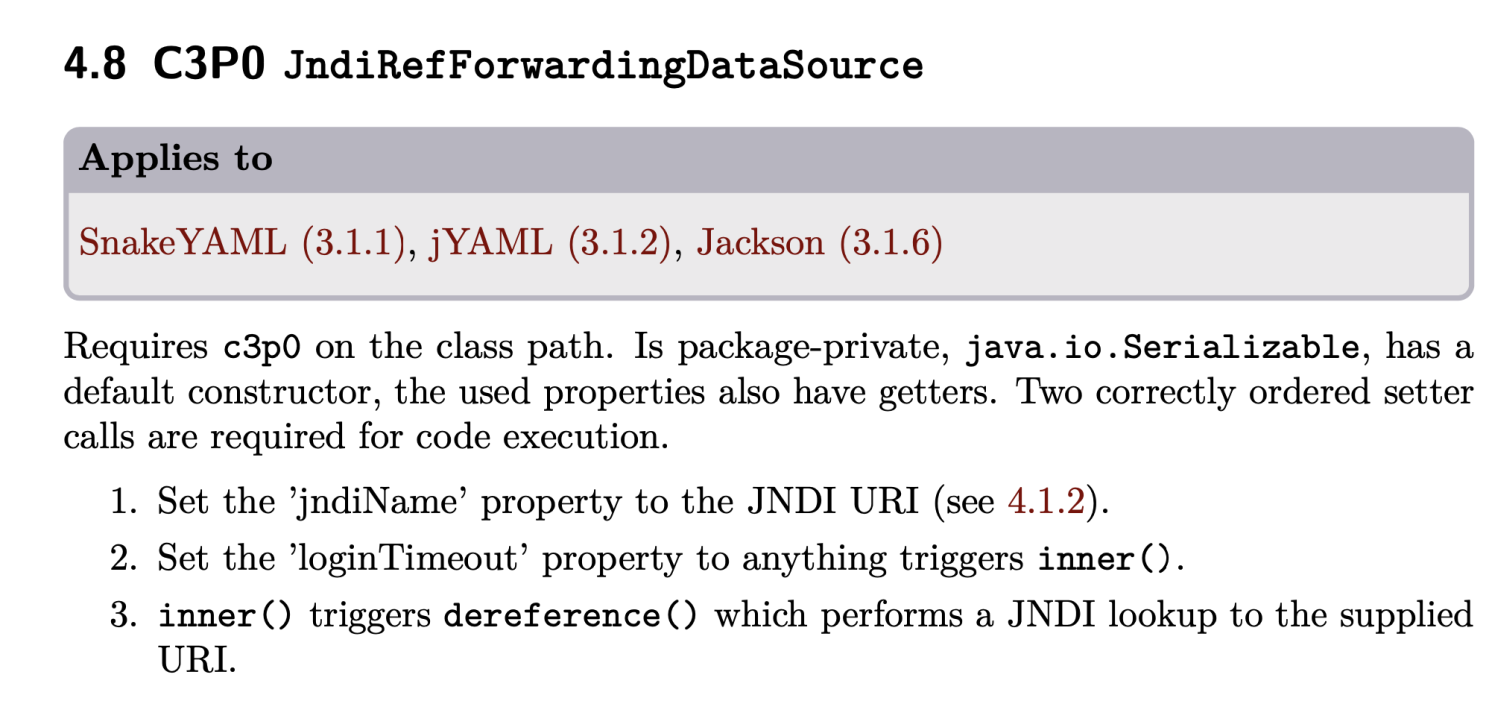 4.8 C3P0 JndiRefForwardingDataSource
Applies to
SnakeYAML (3.1.1), jYAML (3.1.2), Jackson (3.1.6)
Requires c3p0 on the class path. Is package-private, java.io.Serializable, has a
default constructor, the used properties also have getters. Two correctly ordered setter
calls are required for code execution.
1. Set the ’jndiName’ property to the JNDI URI (see 4.1.2).
2. Set the ’loginTimeout’ property to anything triggers inner().
3. inner() triggers dereference() which performs a JNDI lookup to the supplied
URI.